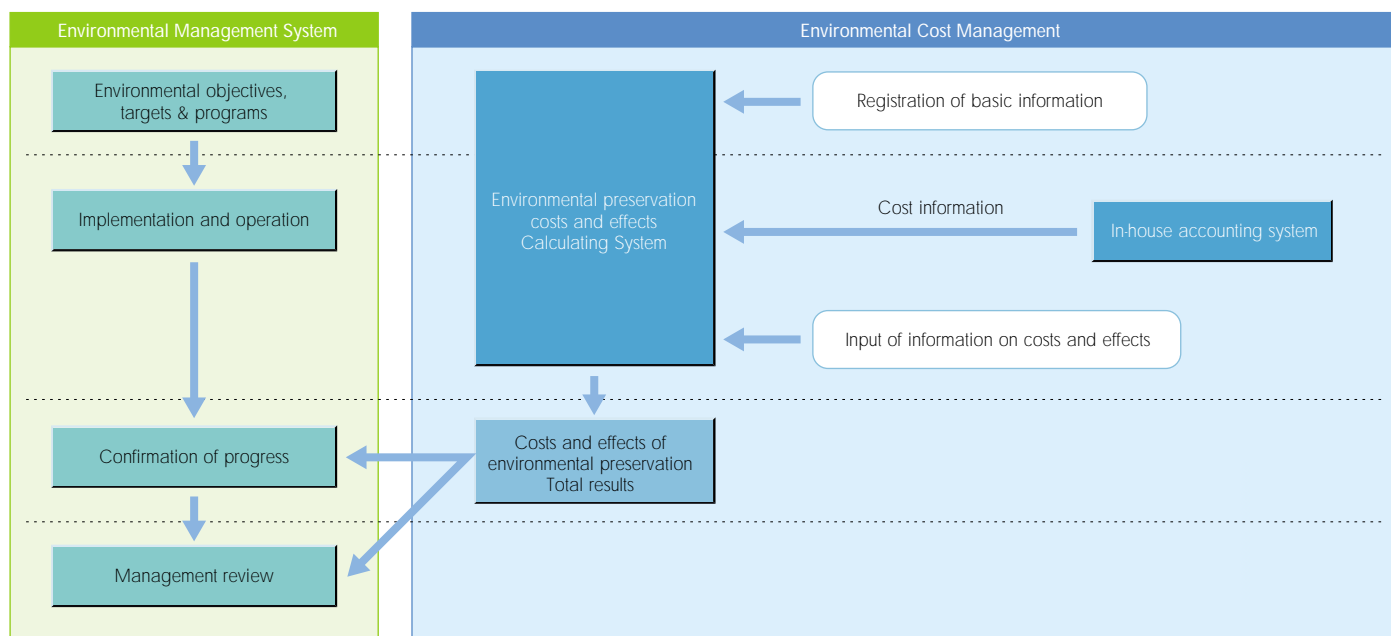 Environmental Management System
Environmental objectives,
targets & programs
Implementation and operation
Confirmation of progress
Management review
Environmental Cost Management
Environmental preservation
costs and effects
Calculating System
Registration of basic information
Cost information
In-house accounting system
Input of information on costs and effects
Costs and effects of
environmental preservation
Total results